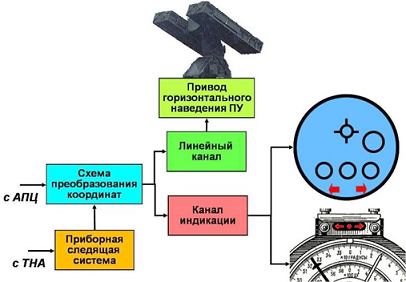 Привод
горизонтального
наведения ПУ
Линейный
канал
Схема
преобразования
координат
с АПЦ
Канал
индикации
Приборная
следящая
система
с ТНА